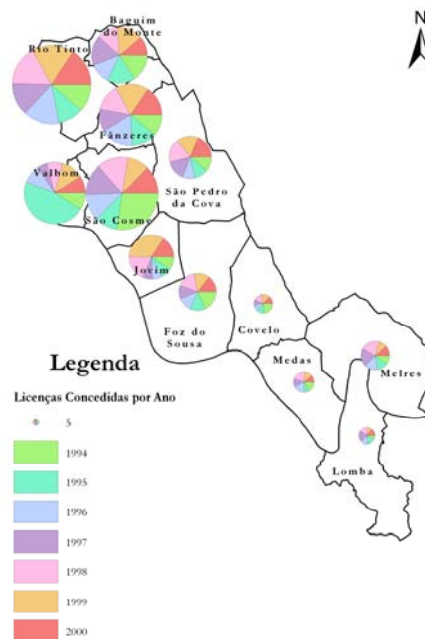 N
Baguim
do Monte
Rio Tinto
Fânzeres
Valbom
São Pedro
da Cova
São Cosme
Jovim
Foz do
Sousa
Covelo
Medas
Melres
Lomba
Legenda
Licenças Concedidas por Ano
5
1994
1995
1996
1997
1998
1999
2000